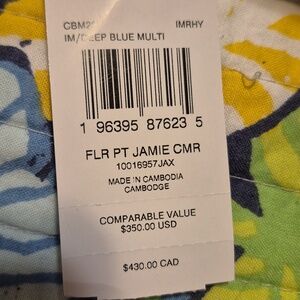 CBM2 IMRHY
IM/DEEP BLUE MULTI
1 96395 87623 5
FLR PT JAMIE CMR
10016957JAX
MADE IN CAMBODIA
CAMBODGE
COMPARABLE VALUE
$350.00 USD
$430.00 CAD